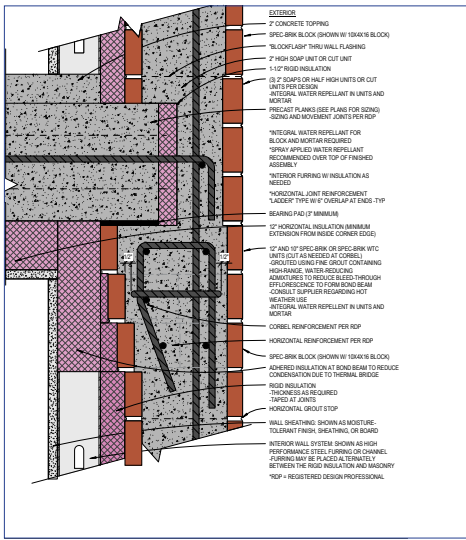 EXTERIOR
2" CONCRETE TOPPING
SPEC-BRIK BLOCK (SHOWN W/ 10X4X16 BLOCK)
"BLOCKFLASH" THRU WALL FLASHING
2" HIGH SOAP UNIT OR CUT UNIT
1-1/2" RIGID INSULATION
(3) 2" SOAPS OR HALF HIGH UNITS OR CUT
UNITS PER DESIGN
-INTEGRAL WATER REPELLENT IN UNITS AND
MORTAR
PRECAST PLANKS (SEE PLANS FOR SIZING)
-SIZING AND MOVEMENT JOINTS PER RDP
*INTEGRAL WATER REPELLENT FOR
BLOCK AND MORTAR REQUIRED
*SPRAY APPLIED WATER REPELLENT
RECOMMENDED OVER TOP OF FINISHED
ASSEMBLY
*INTERIOR FURRING W/ INSULATION AS
NEEDED
*HORIZONTAL JOINT REINFORCEMENT
"LADDER" TYPE W/ 6" OVERLAP AT ENDS -TYP
BEARING PAD (3" MINIMUM)
12" HORIZONTAL INSULATION (MINIMUM
EXTENSION FROM INSIDE CORNER EDGE)
12" AND 10" SPEC-BRIK OR SPEC-BRIK WTC
UNITS (CUT AS NEEDED AT CORBEL)
-GROUTED USING FINE GROUT CONTAINING
HIGH-RANGE, WATER-REDUCING
ADMIXTURES TO REDUCE BLEED-THROUGH
EFFLORESCENCE TO FORM BOND BEAM
-CONSULT SUPPLIER REGARDING HOT
WEATHER USE
-INTEGRAL WATER REPELLENT IN UNITS AND
MORTAR
1/2"
1/2"
CORBEL REINFORCEMENT PER RDP
HORIZONTAL REINFORCEMENT PER RDP
SPEC-BRIK BLOCK (SHOWN W/ 10X4X16 BLOCK)
ADHERED INSULATION AT BOND BEAM TO REDUCE
CONDENSATION DUE TO THERMAL BRIDGE
RIGID INSULATION
-THICKNESS AS REQUIRED
-TAPED AT JOINTS
HORIZONTAL GROUT STOP
WALL SHEATHING: SHOWN AS MOISTURE-
TOLERANT FINISH, SHEATHING, OR BOARD
INTERIOR WALL SYSTEM: SHOWN AS HIGH
PERFORMANCE STEEL FURRING OR CHANNEL
-FURRING MAY BE PLACED ALTERNATELY
BETWEEN THE RIGID INSULATION AND MASONRY
*RDP = REGISTERED DESIGN PROFESSIONAL